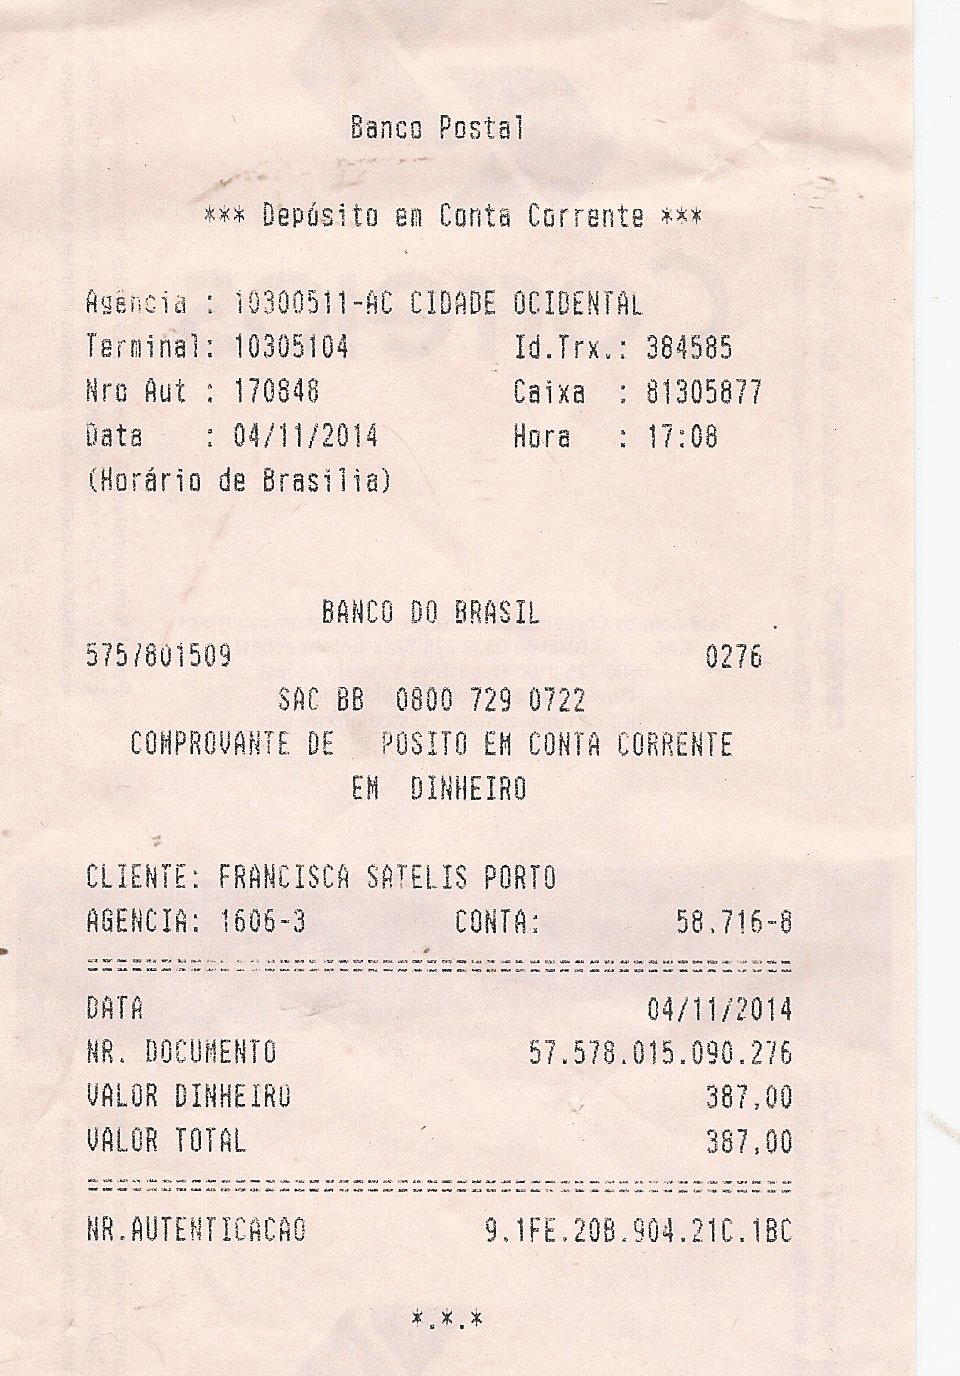 Banco Postal
*** Depósito em Conta Corrente ***
Agência : 10300511-AC CIDADE OCIDENTAL
Terminal: 10305104 Id.Trx.: 384585
Nro Aut : 170848 Caixa : 81305877
Data : 04/11/2014 Hora : 17:08
(Horário de Brasília)
BANCO DO BRASIL
575/801509 0276
SAC BB 0800 729 0722
COMPROVANTE DE POSITO EM CONTA CORRENTE
EM DINHEIRO
CLIENTE: FRANCISCA SATELIS PORTO
AGENCIA: 1606-3 CONTA: 58.716-8
================================================
DATA 04/11/2014
NR. DOCUMENTO 57.578.015.090.276
VALOR DINHEIRO 387,00
VALOR TOTAL 387,00
================================================
NR.AUTENTICACAO 9.1FE.20B.904.21C.1BC
*.*.*